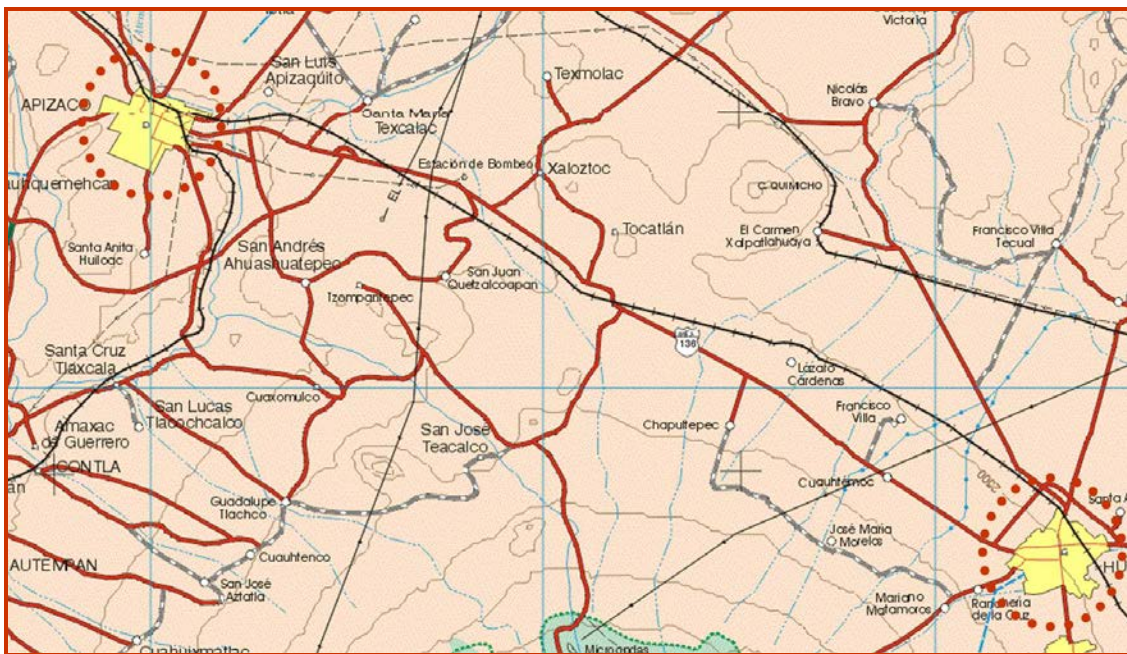 Victoria
San Luis
Apizaquito
Texmolac
Nicolás
Bravo
APIZACO
Santa María
Texcalac
Estación de Bombeo
Xaloztoc
C. QUIMICHO
Santa Anita
Huiloac
San Andrés
Ahuashuatepec
Tocatlán
El Carmen
Xalpatlahuaya
Francisco Villa
Tecual
San Juan
Quetzalcoapan
Tzompantepec
136
Santa Cruz
Tlaxcala
Lázaro
Cárdenas
Cuaxomulco
San Lucas
Tlacochcalco
Francisco
Villa
Amaxac
de Guerrero
San José
Teacalco
Chapultepec
CONTLA
Cuauhtémoc
Guadalupe
Tlachco
José María
Morelos
Cuauhtenco
San José
Aztatla
Mariano
Matamoros
Ranchería
de la Cruz
Cuahuixmatlac
Microondas